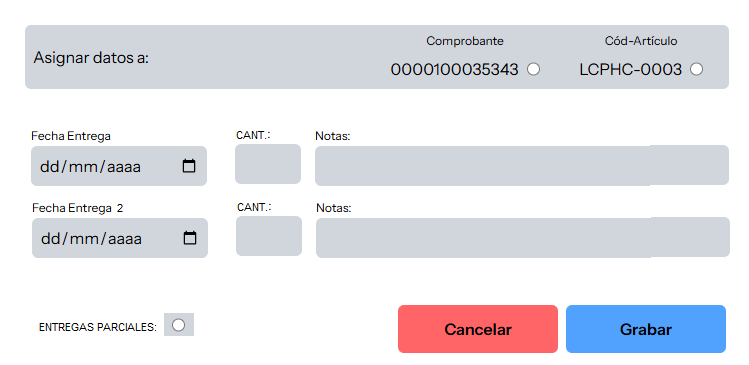 Comprobante Cód-Artículo
Asignar datos a: 0000100035343 LCPHC-0003
Fecha Entrega CANT.: Notas:
dd/mm/aaaa
Fecha Entrega 2 CANT.: Notas:
dd/mm/aaaa
ENTREGAS PARCIALES: Cancelar Grabar